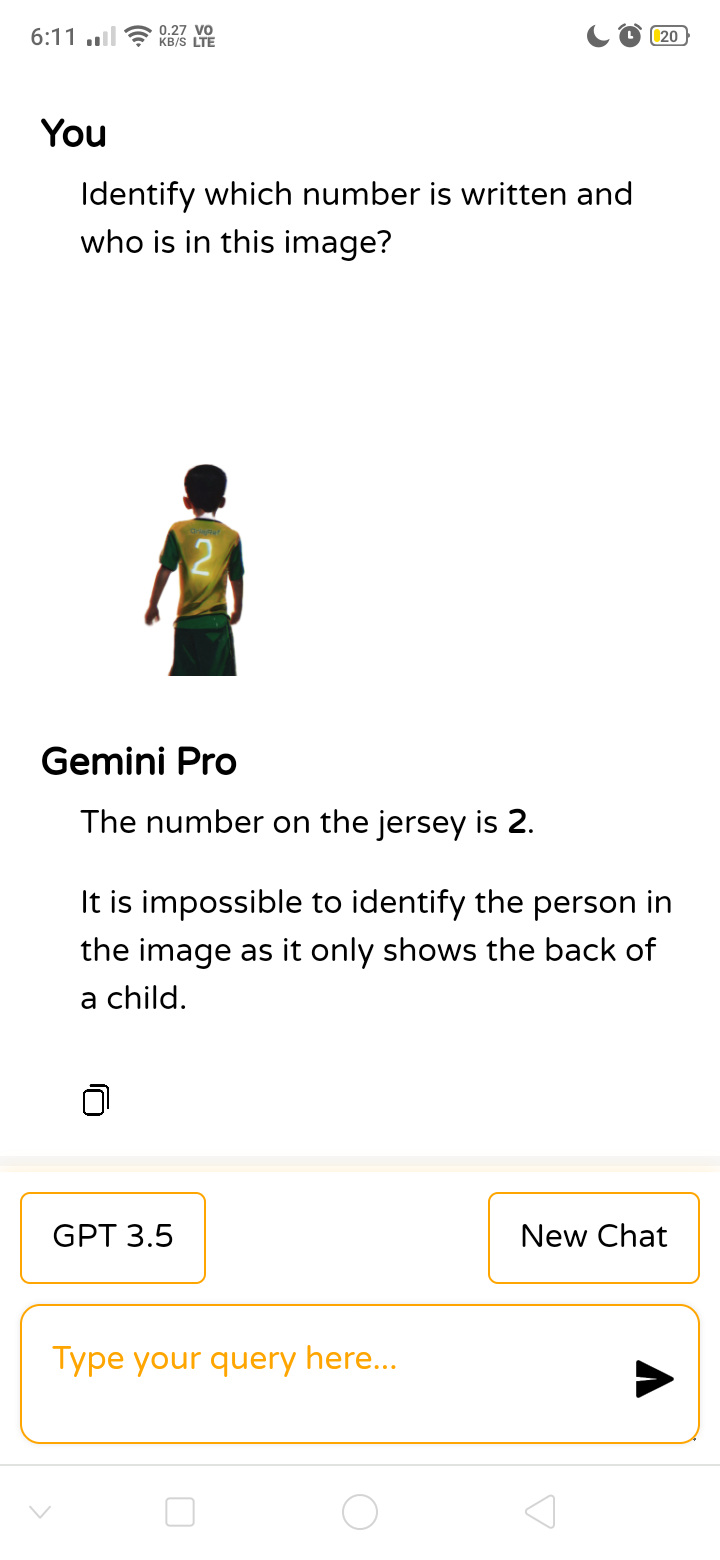 6:11
0.27 KB/S VO LTE
20
You
Identify which number is written and
who is in this image?
2
Gemini Pro
The number on the jersey is 2.
It is impossible to identify the person in
the image as it only shows the back of
a child.
GPT 3.5
New Chat
Type your query here...